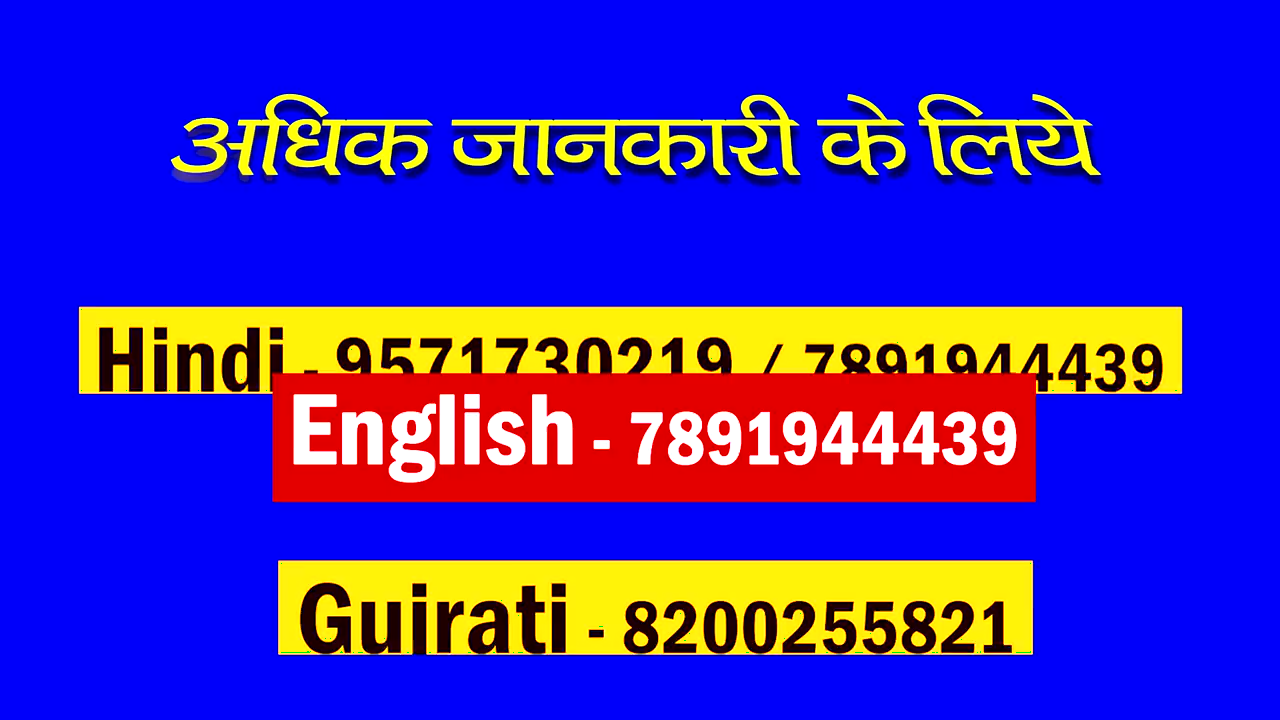 अधिक जानकारी के लिये
Hindi - 9571730219 / 7891944439
English - 7891944439
Gujrati - 8200255821